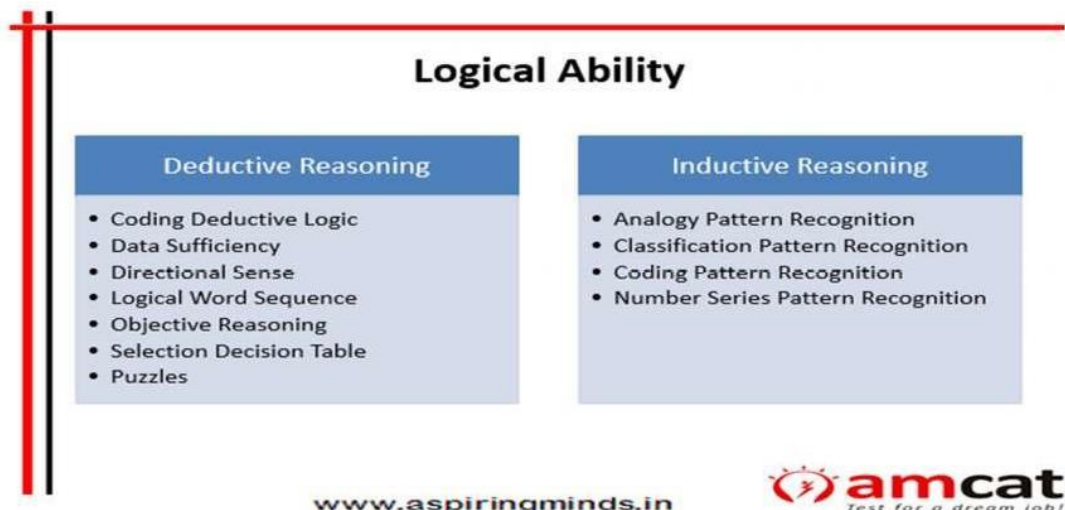 Logical Ability
Deductive Reasoning
• Coding Deductive Logic
• Data Sufficiency
• Directional Sense
• Logical Word Sequence
• Objective Reasoning
• Selection Decision Table
• Puzzles
Inductive Reasoning
• Analogy Pattern Recognition
• Classification Pattern Recognition
• Coding Pattern Recognition
• Number Series Pattern Recognition
www.aspiringminds.in
amcat
Test for a dream job!